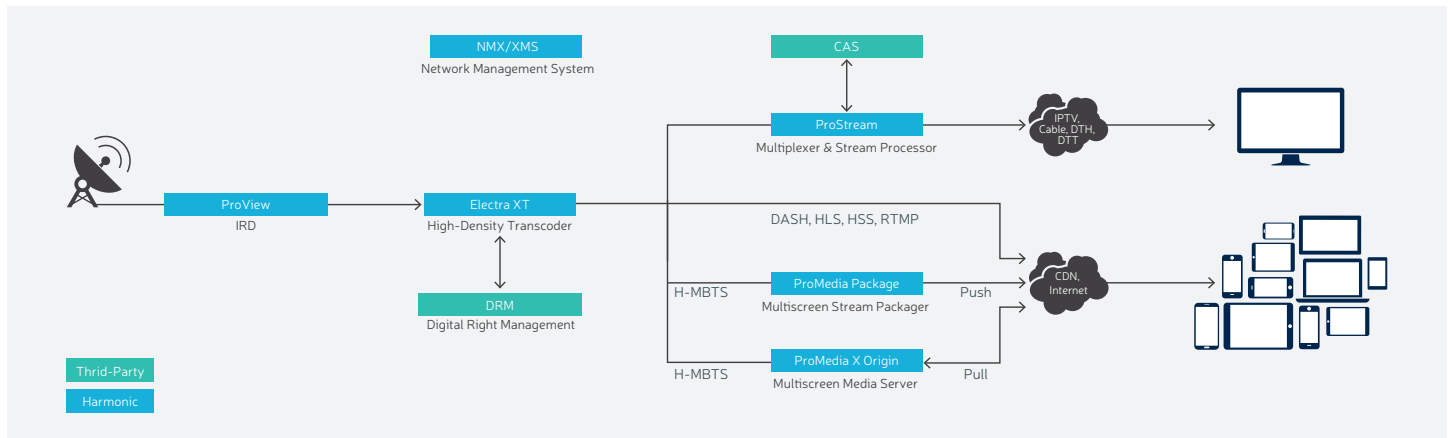 NMX/XMS
Network Management System
CAS
ProStream
Multiplexer & Stream Processor
IPTV,
Cable, DTH,
DTT
ProView
IRD
Electra XT
High-Density Transcoder
DASH, HLS, HSS, RTMP
DRM
Digital Right Management
H-MBTS
ProMedia Package
Multiscreen Stream Packager
Push
CDN,
Internet
H-MBTS
ProMedia X Origin
Multiscreen Media Server
Pull
Thrid-Party
Harmonic